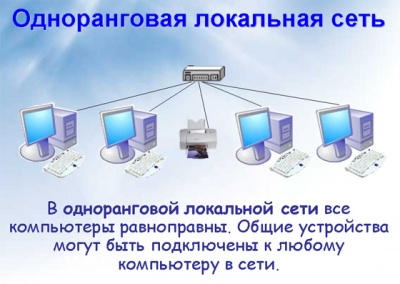 Одноранговая локальная сеть
В одноранговой локальной сети все
компьютеры равноправны. Общие устройства
могут быть подключены к любому
компьютеру в сети.